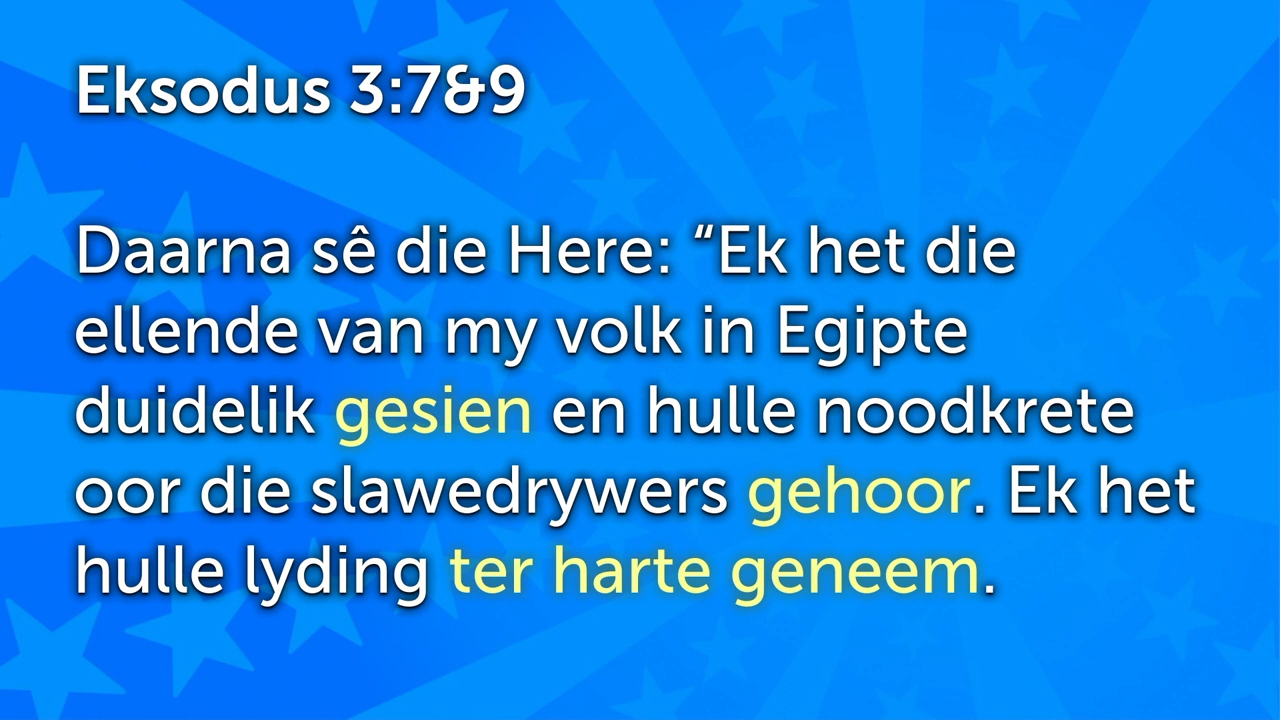 Eksodus 3:7&9
Daarna sê die Here: “Ek het die
ellende van my volk in Egipte
duidelik gesien en hulle noodkrete
oor die slawedrywers gehoor. Ek het
hulle lyding ter harte geneem.